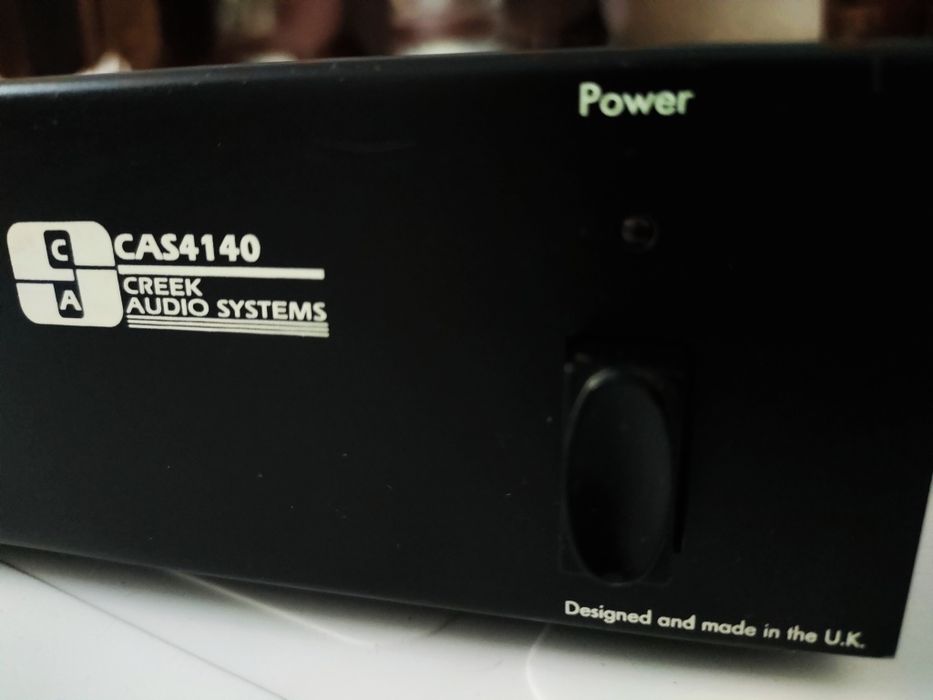 Power
C
A
CAS4140
CREEK
AUDIO SYSTEMS
Designed and made in the U.K.